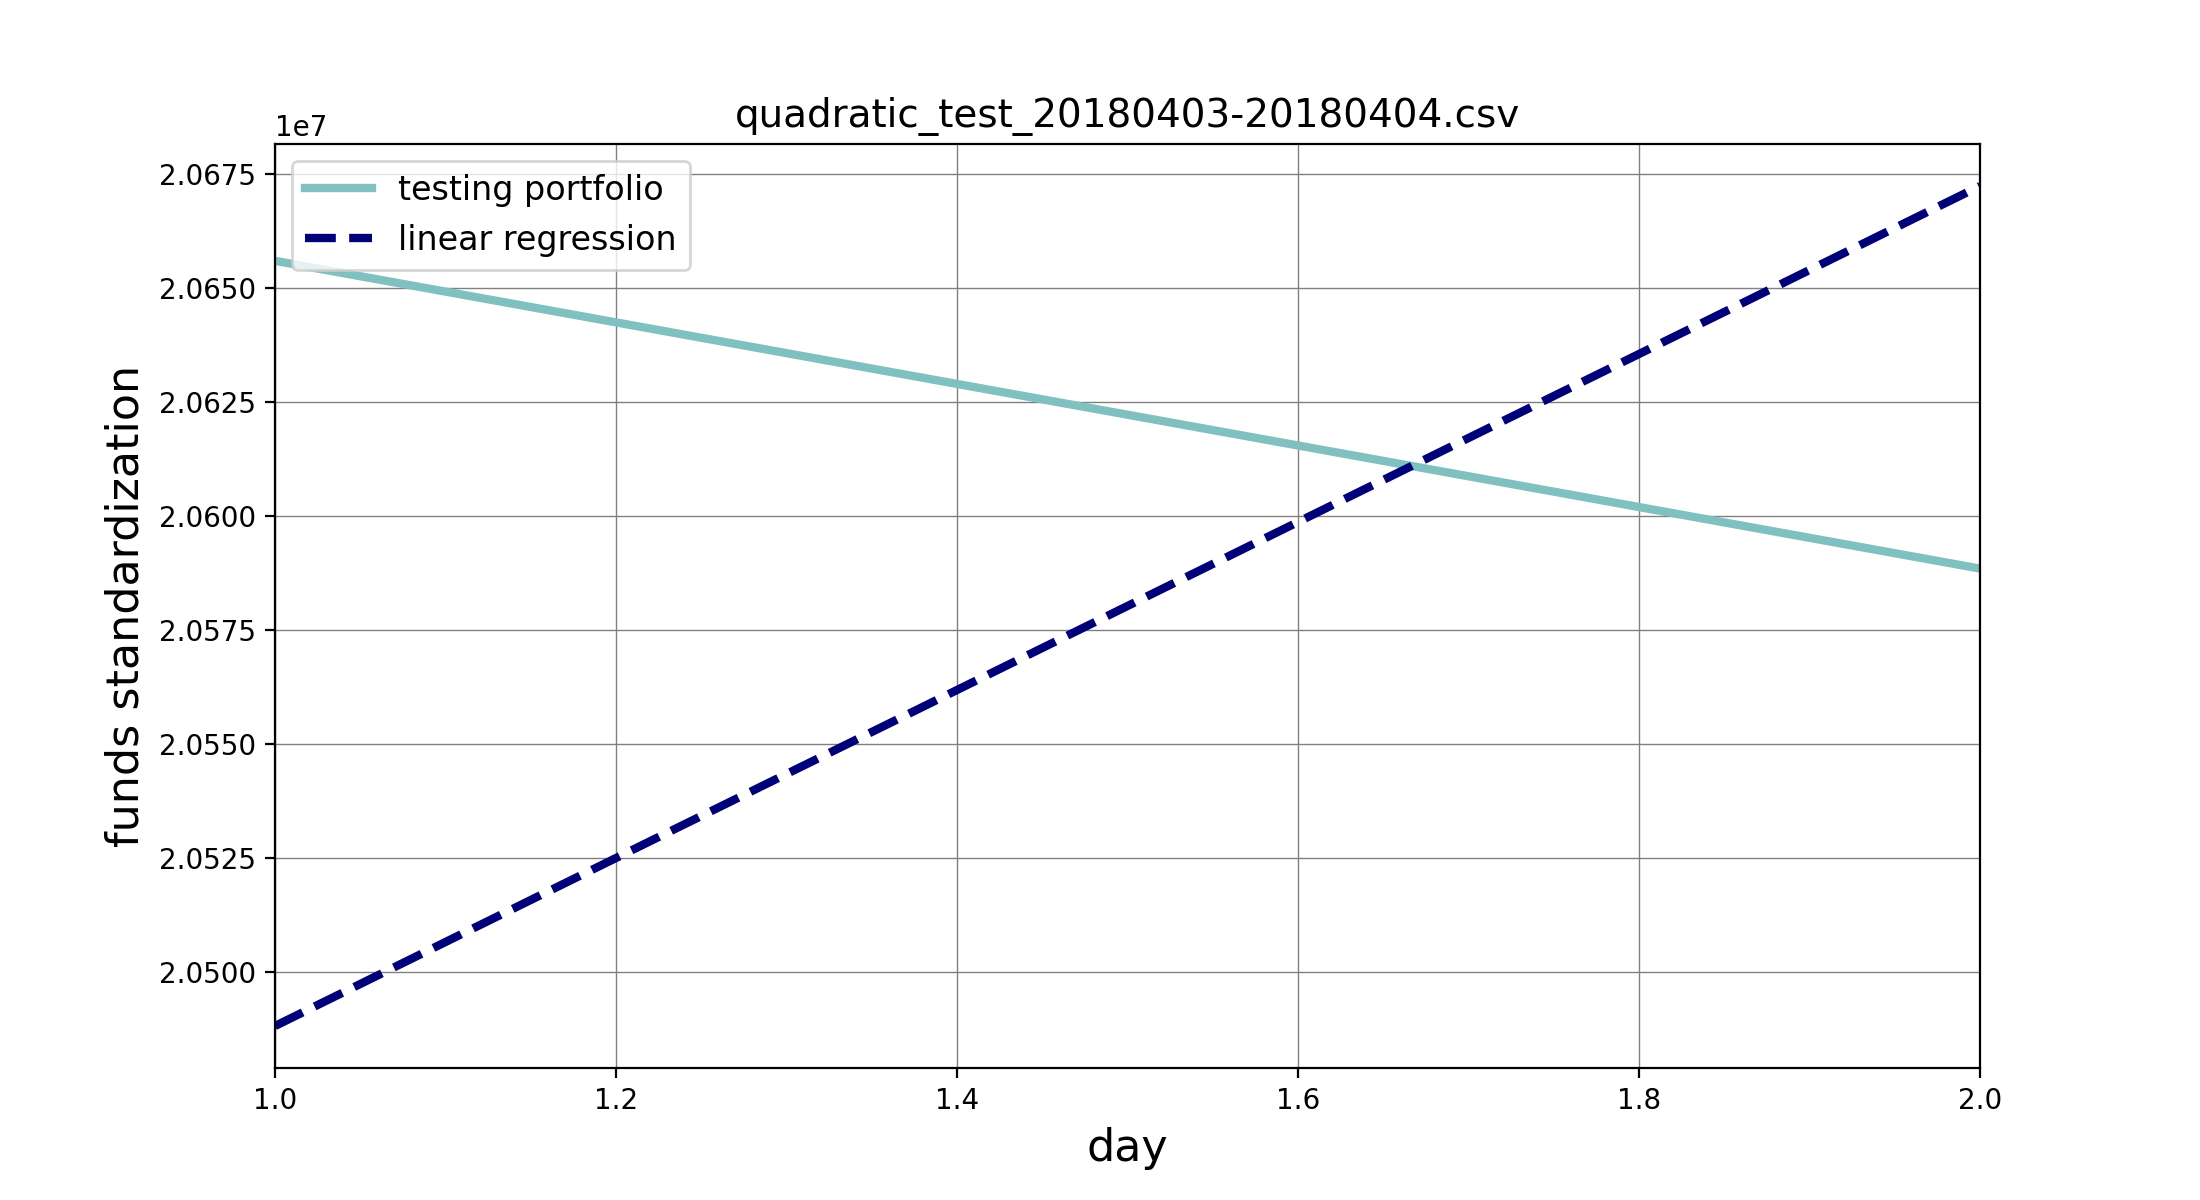 quadratic_test_20180403-20180404.csv
1e7
testing portfolio
linear regression
funds standardization
2.0675
2.0650
2.0625
2.0600
2.0575
2.0550
2.0525
2.0500
1.0 1.2 1.4 1.6 1.8 2.0
day